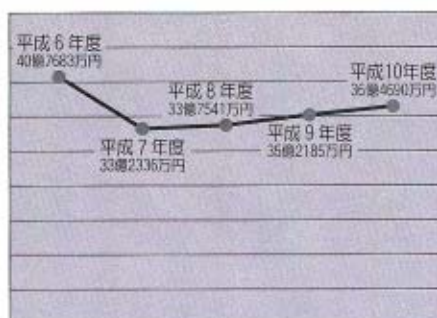 平成6年度
40億7683万円
平成7年度
33億2336万円
平成8年度
33億7541万円
平成9年度
35億2185万円
平成10年度
36億4690万円